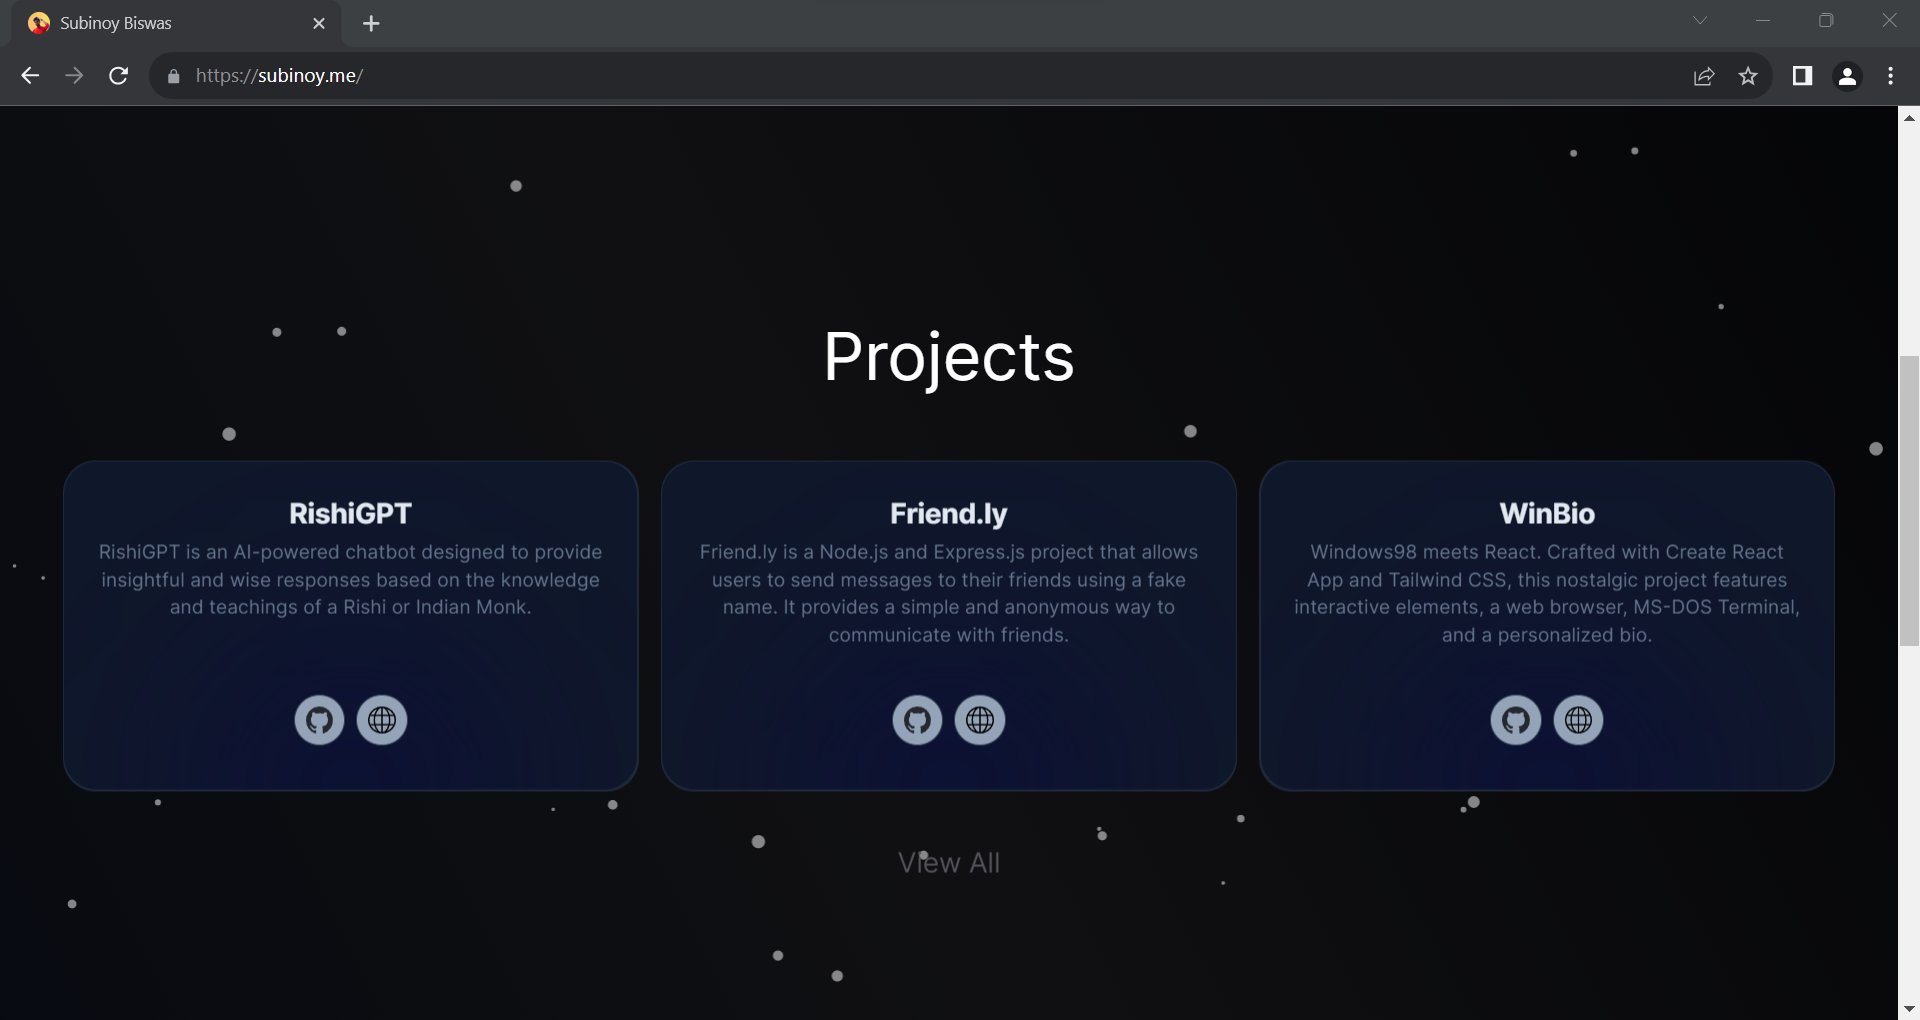 Subinoy Biswas
https://subinoy.me/
Projects
RishiGPT
RishiGPT is an AI-powered chatbot designed to provide
insightful and wise responses based on the knowledge
and teachings of a Rishi or Indian Monk.
Friend.ly
Friend.ly is a Node.js and Express.js project that allows
users to send messages to their friends using a fake
name. It provides a simple and anonymous way to
communicate with friends.
WinBio
Windows98 meets React. Crafted with Create React
App and Tailwind CSS, this nostalgic project features
interactive elements, a web browser, MS-DOS Terminal,
and a personalized bio.
View All